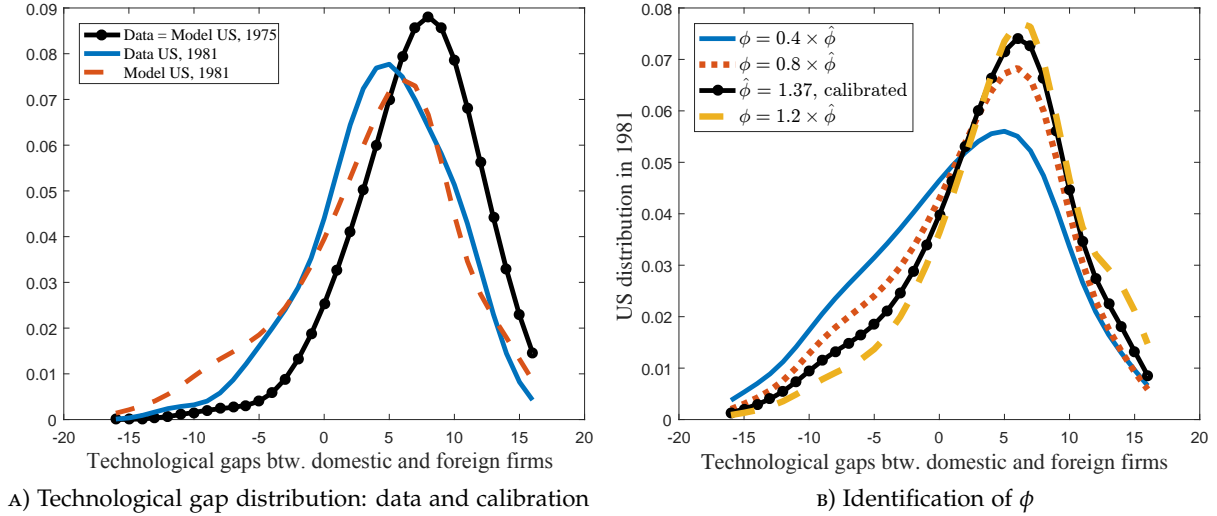 Data = Model US, 1975
Data US, 1981
Model US, 1981
0.09
0.08
0.07
0.06
0.05
0.04
0.03
0.02
0.01
0
-20 -15 -10 -5 0 5 10 15 20
Technological gaps btw. domestic and foreign firms
A) Technological gap distribution: data and calibration
ϕ = 0.4 × ϕ̂
ϕ = 0.8 × ϕ̂
ϕ̂ = 1.37, calibrated
ϕ = 1.2 × ϕ̂
US distribution in 1981
0.08
0.07
0.06
0.05
0.04
0.03
0.02
0.01
0
-20 -15 -10 -5 0 5 10 15 20
Technological gaps btw. domestic and foreign firms
B) Identification of ϕ